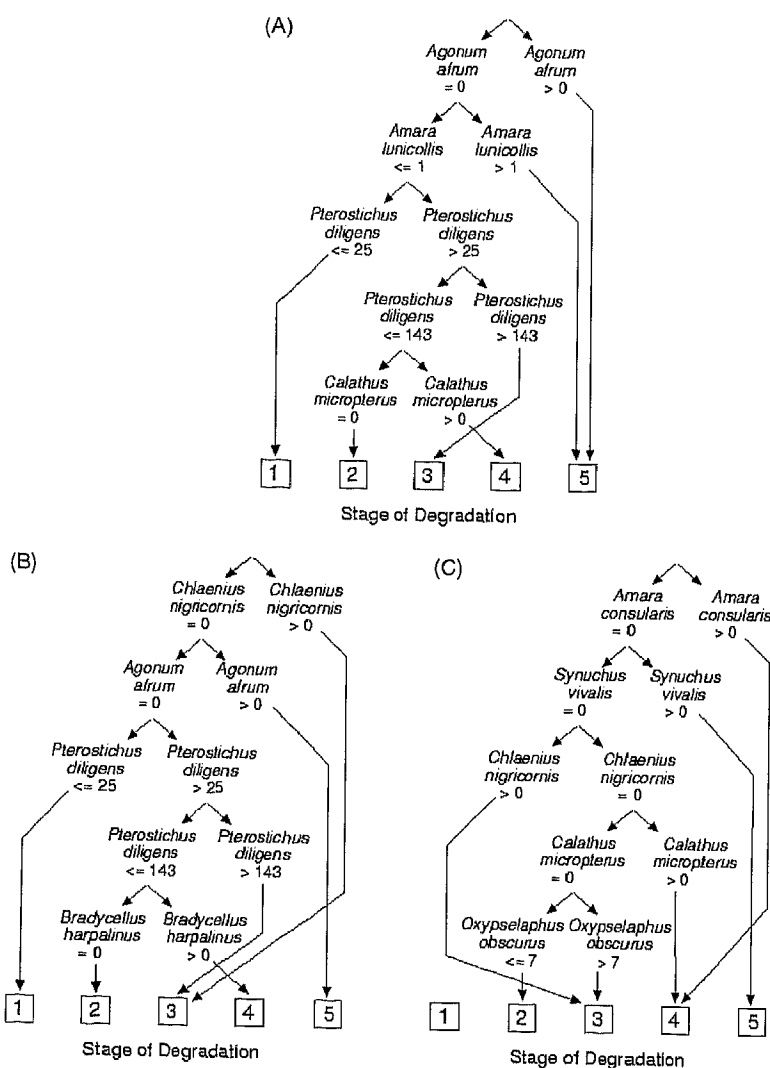 (A)
Agonum afrum = 0
Agonum afrum > 0
Amara lunicollis <= 1
Amara lunicollis > 1
Pterostichus diligens <= 25
Pterostichus diligens > 25
Pterostichus diligens <= 143
Pterostichus diligens > 143
Calathus micropterus = 0
Calathus micropterus > 0
1 2 3 4 5
Stage of Degradation
(B)
Chlaenius nigricornis = 0
Chlaenius nigricornis > 0
Agonum afrum = 0
Agonum afrum > 0
Pterostichus diligens <= 25
Pterostichus diligens > 25
Pterostichus diligens <= 143
Pterostichus diligens > 143
Bradycellus harpalinus = 0
Bradycellus harpalinus > 0
1 2 3 4 5
Stage of Degradation
(C)
Amara consularis = 0
Amara consularis > 0
Synuchus vivalis = 0
Synuchus vivalis > 0
Chlaenius nigricornis > 0
Chlaenius nigricornis = 0
Calathus micropterus = 0
Calathus micropterus > 0
Oxypselaphus obscurus <= 7
Oxypselaphus obscurus > 7
1 2 3 4 5
Stage of Degradation